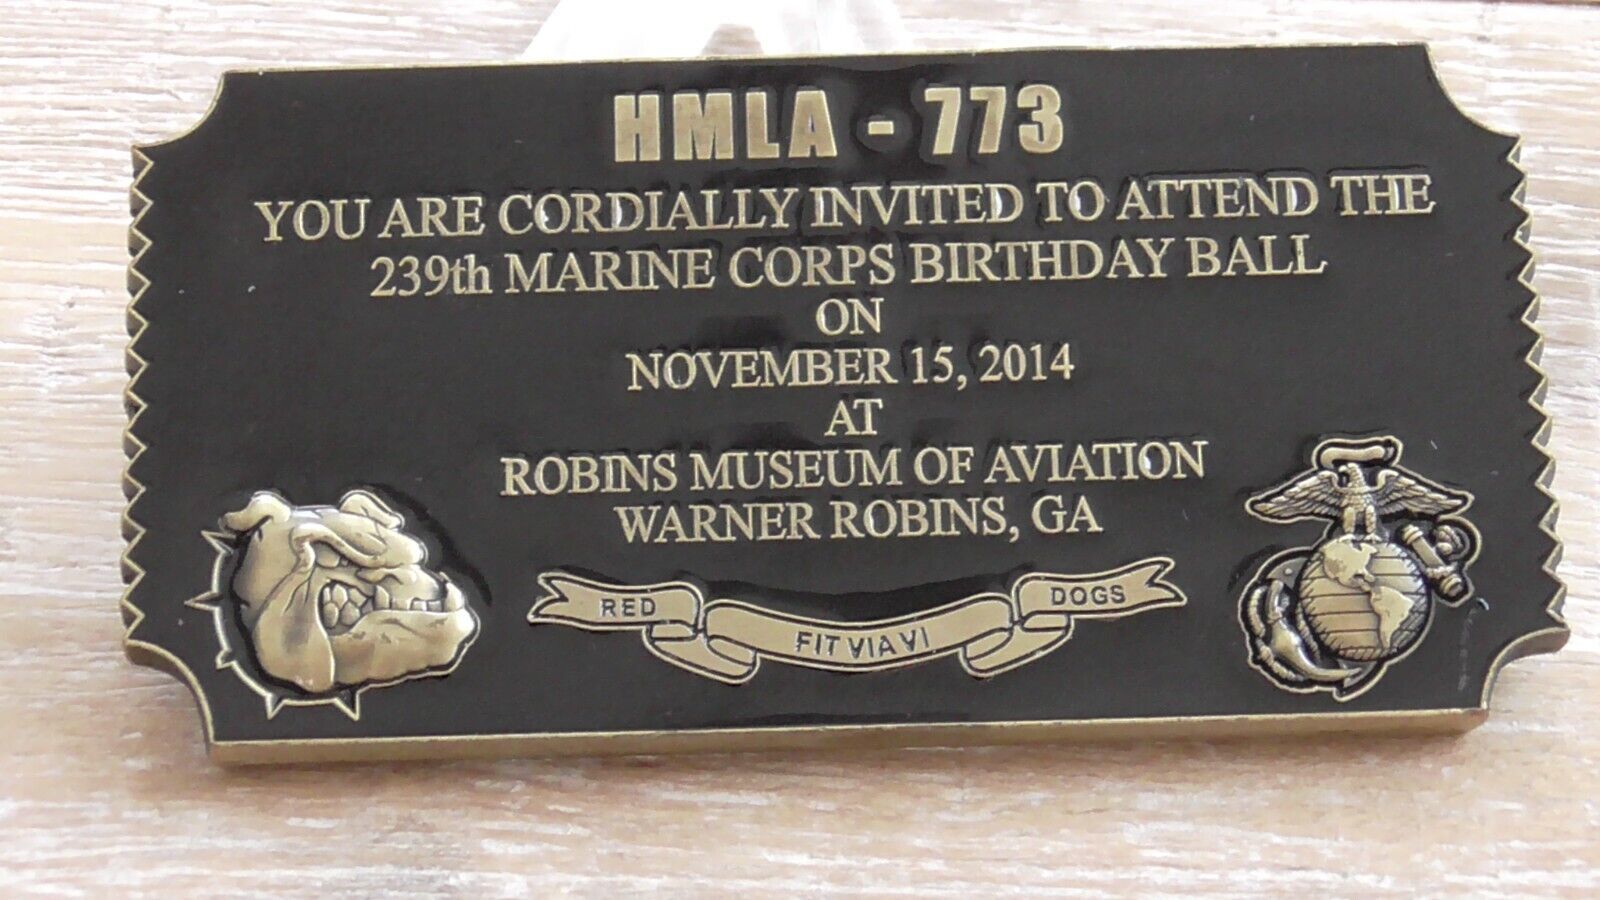 HMLA - 773
YOU ARE CORDIALLY INVITED TO ATTEND THE
239th MARINE CORPS BIRTHDAY BALL
ON
NOVEMBER 15, 2014
AT
ROBINS MUSEUM OF AVIATION
WARNER ROBINS, GA
RED FIT VIA VI DOGS